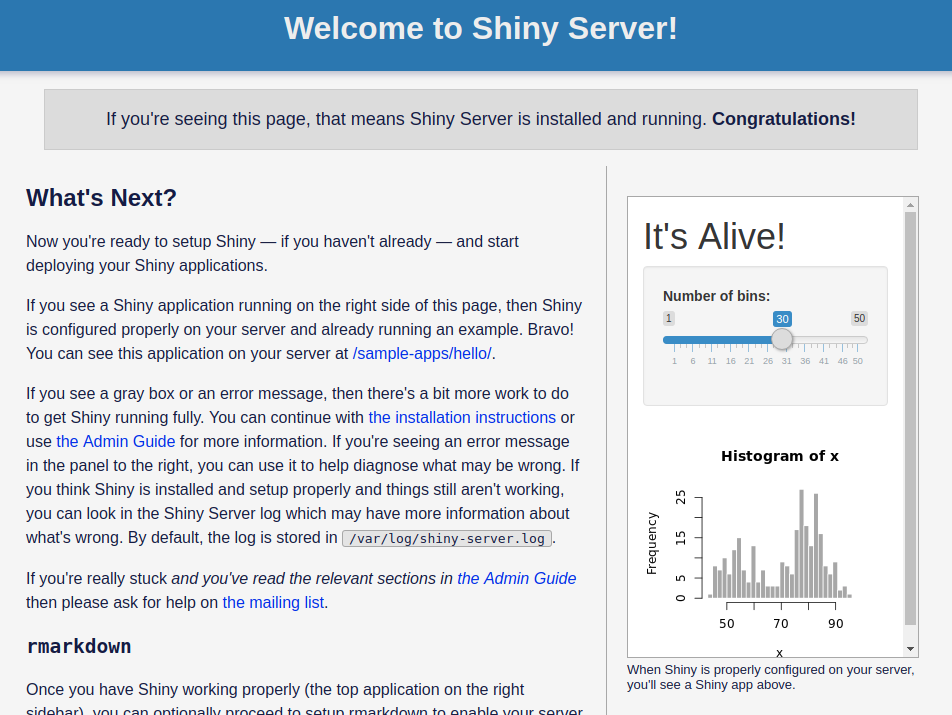 Welcome to Shiny Server!
If you're seeing this page, that means Shiny Server is installed and running. Congratulations!
What's Next?
Now you're ready to setup Shiny — if you haven't already — and start
deploying your Shiny applications.
If you see a Shiny application running on the right side of this page, then Shiny
is configured properly on your server and already running an example. Bravo!
You can see this application on your server at /sample-apps/hello/.
If you see a gray box or an error message, then there's a bit more work to do
to get Shiny running fully. You can continue with the installation instructions or
use the Admin Guide for more information. If you're seeing an error message
in the panel to the right, you can use it to help diagnose what may be wrong. If
you think Shiny is installed and setup properly and things still aren't working,
you can look in the Shiny Server log which may have more information about
what's wrong. By default, the log is stored in /var/log/shiny-server.log.
If you're really stuck and you've read the relevant sections in the Admin Guide
then please ask for help on the mailing list.
rmarkdown
Once you have Shiny working properly (the top application on the right
sidebar), you can optionally proceed to setup rmarkdown to enable your server
It's Alive!
Number of bins:
1 30 50
1 6 11 16 21 26 31 36 41 46 50
Histogram of x
Frequency
25
15
5
0
50 70 90
x
When Shiny is properly configured on your server,
you'll see a Shiny app above.